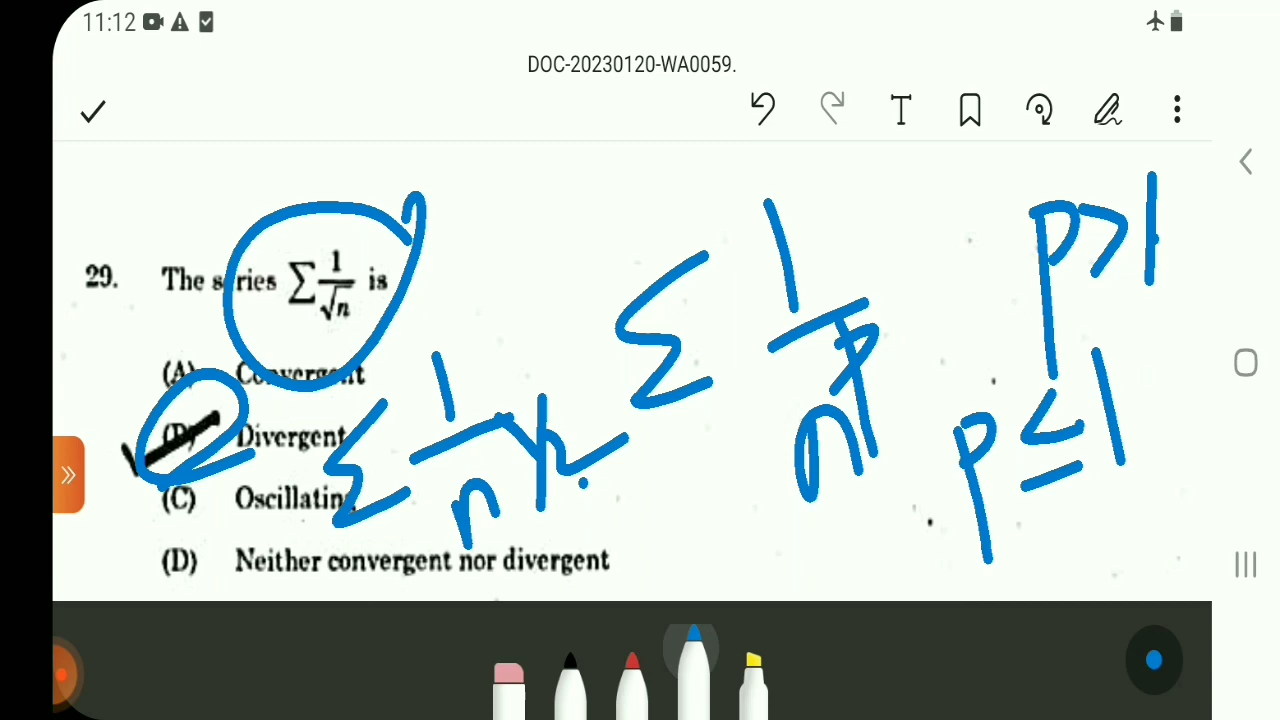 11:12
DOC-20230120-WA0059.
29. The series ∑ 1/√n is
(A) Convergent
(B) Divergent
(C) Oscillating
(D) Neither convergent nor divergent
∑ 1/n^1/2
∑ 1/n^p
p>1
p≤1